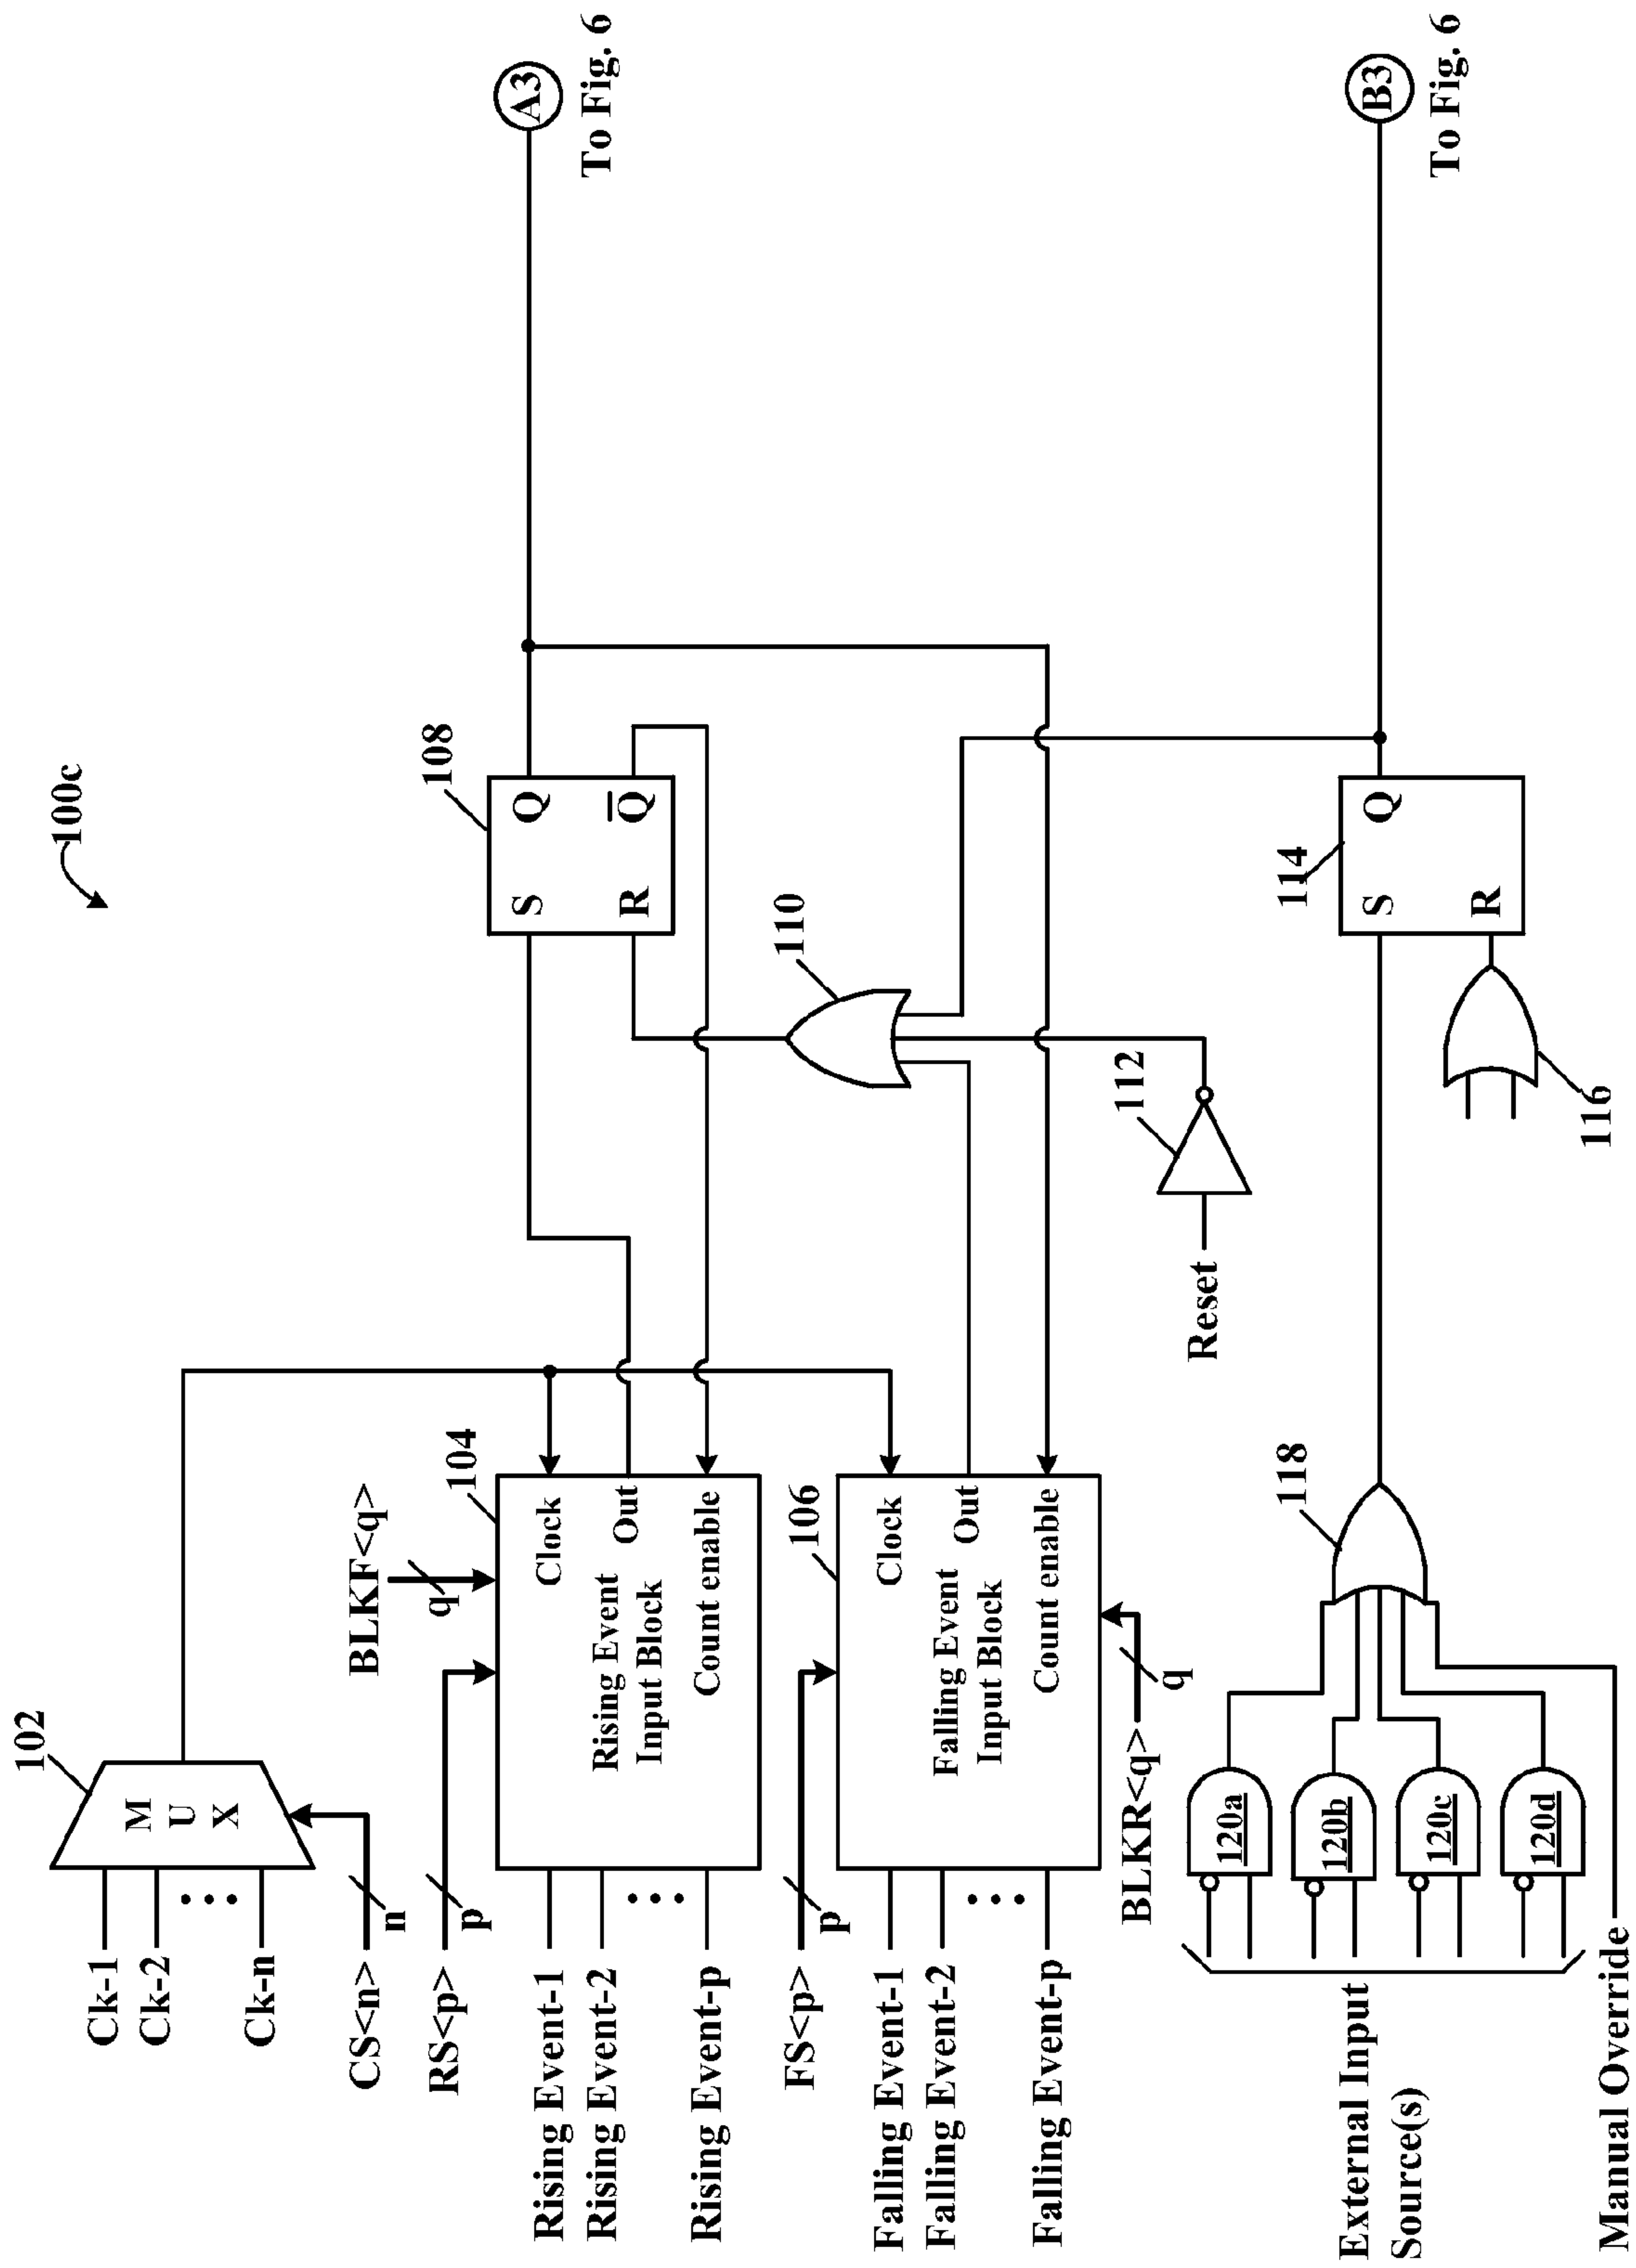 100c
102
M
U
X
Ck-1
Ck-2
Ck-n
CS<n>
n
BLKF<q>
q
RS<p>
p
104
Clock
Out
Count enable
Rising Event
Input Block
Rising Event-1
Rising Event-2
Rising Event-p
108
S
Q
R
Q
A3
To Fig. 6
FS<p>
p
106
Clock
Out
Count enable
Falling Event
Input Block
Falling Event-1
Falling Event-2
Falling Event-p
BLKR<q>
q
110
112
Reset
114
S
Q
R
B3
To Fig. 6
116
118
120a
120b
120c
120d
External Input
Source(s)
Manual Override